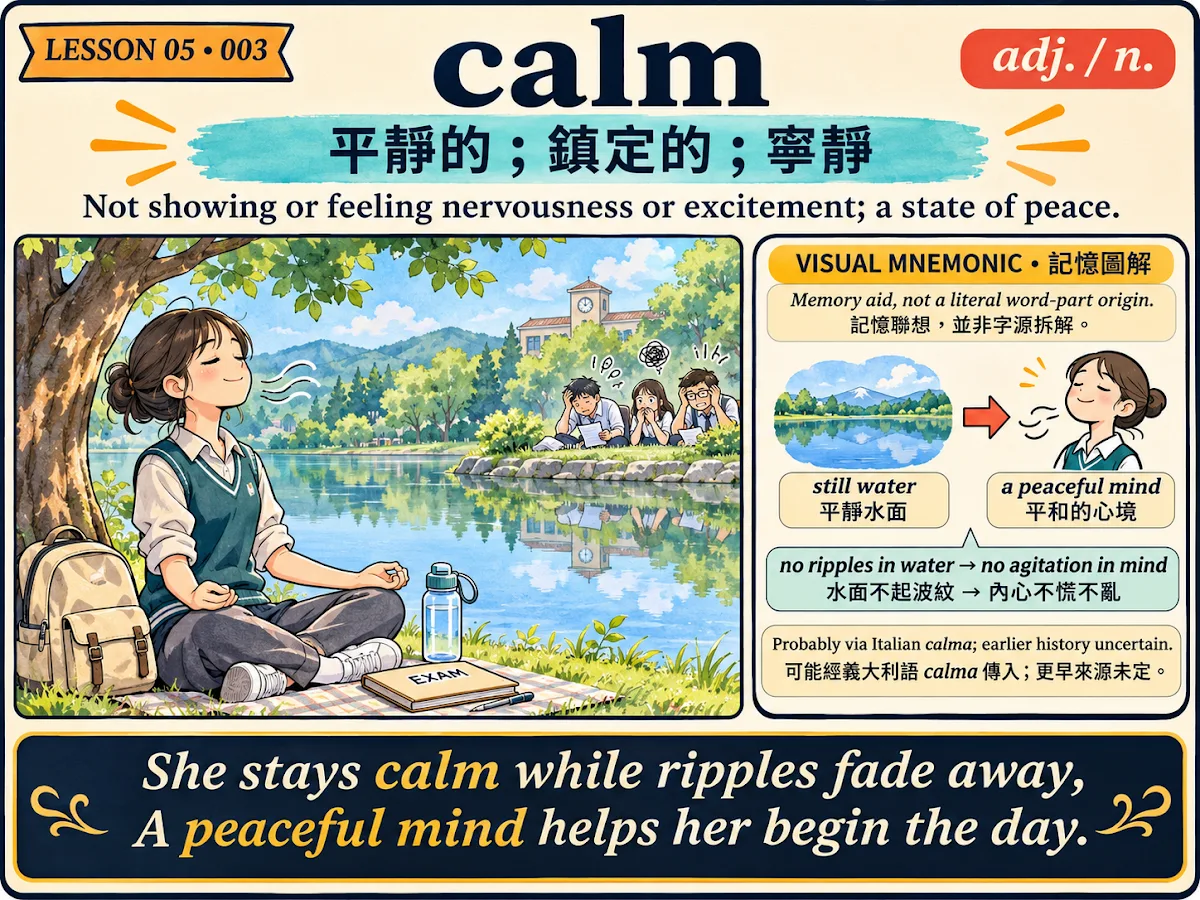 LESSON 05 • 003
calm
adj. / n.
平靜的；鎮定的；寧靜
Not showing or feeling nervousness or excitement; a state of peace.
EXAM
VISUAL MNEMONIC • 記憶圖解
Memory aid, not a literal word-part origin.
記憶聯想，並非字源拆解。
still water
平靜水面
a peaceful mind
平和的心境
no ripples in water → no agitation in mind
水面不起波紋 → 內心不慌不亂
Probably via Italian calma; earlier history uncertain.
可能經義大利語 calma 傳入；更早來源未定。
She stays calm while ripples fade away,
A peaceful mind helps her begin the day.